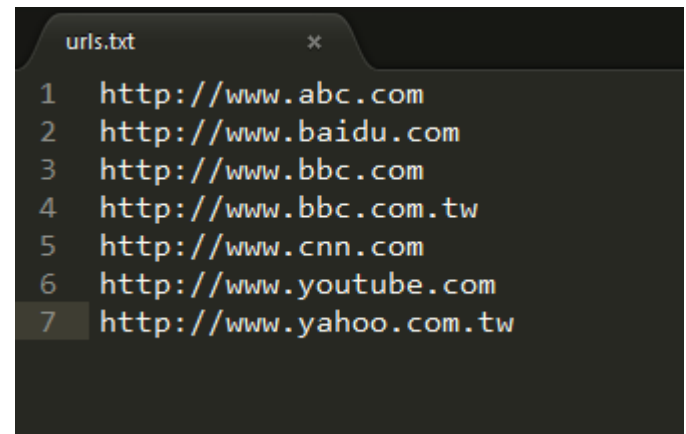 urls.txt ×
1 http://www.abc.com
2 http://www.baidu.com
3 http://www.bbc.com
4 http://www.bbc.com.tw
5 http://www.cnn.com
6 http://www.youtube.com
7 http://www.yahoo.com.tw